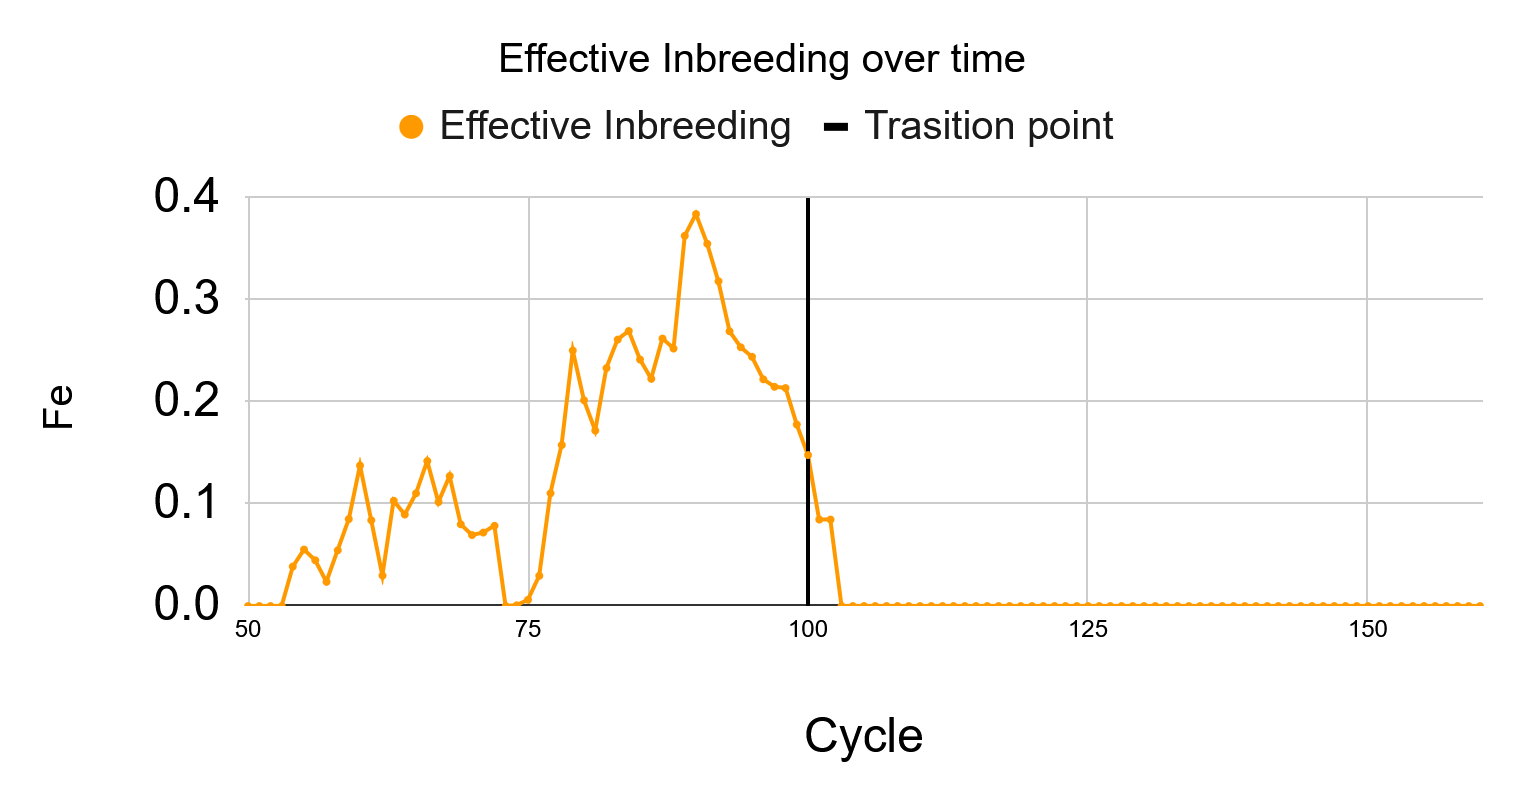 Effective Inbreeding over time
Effective Inbreeding Trasition point
0.4
0.3
0.2
0.1
0.0
Fe
50 75 100 125 150
Cycle